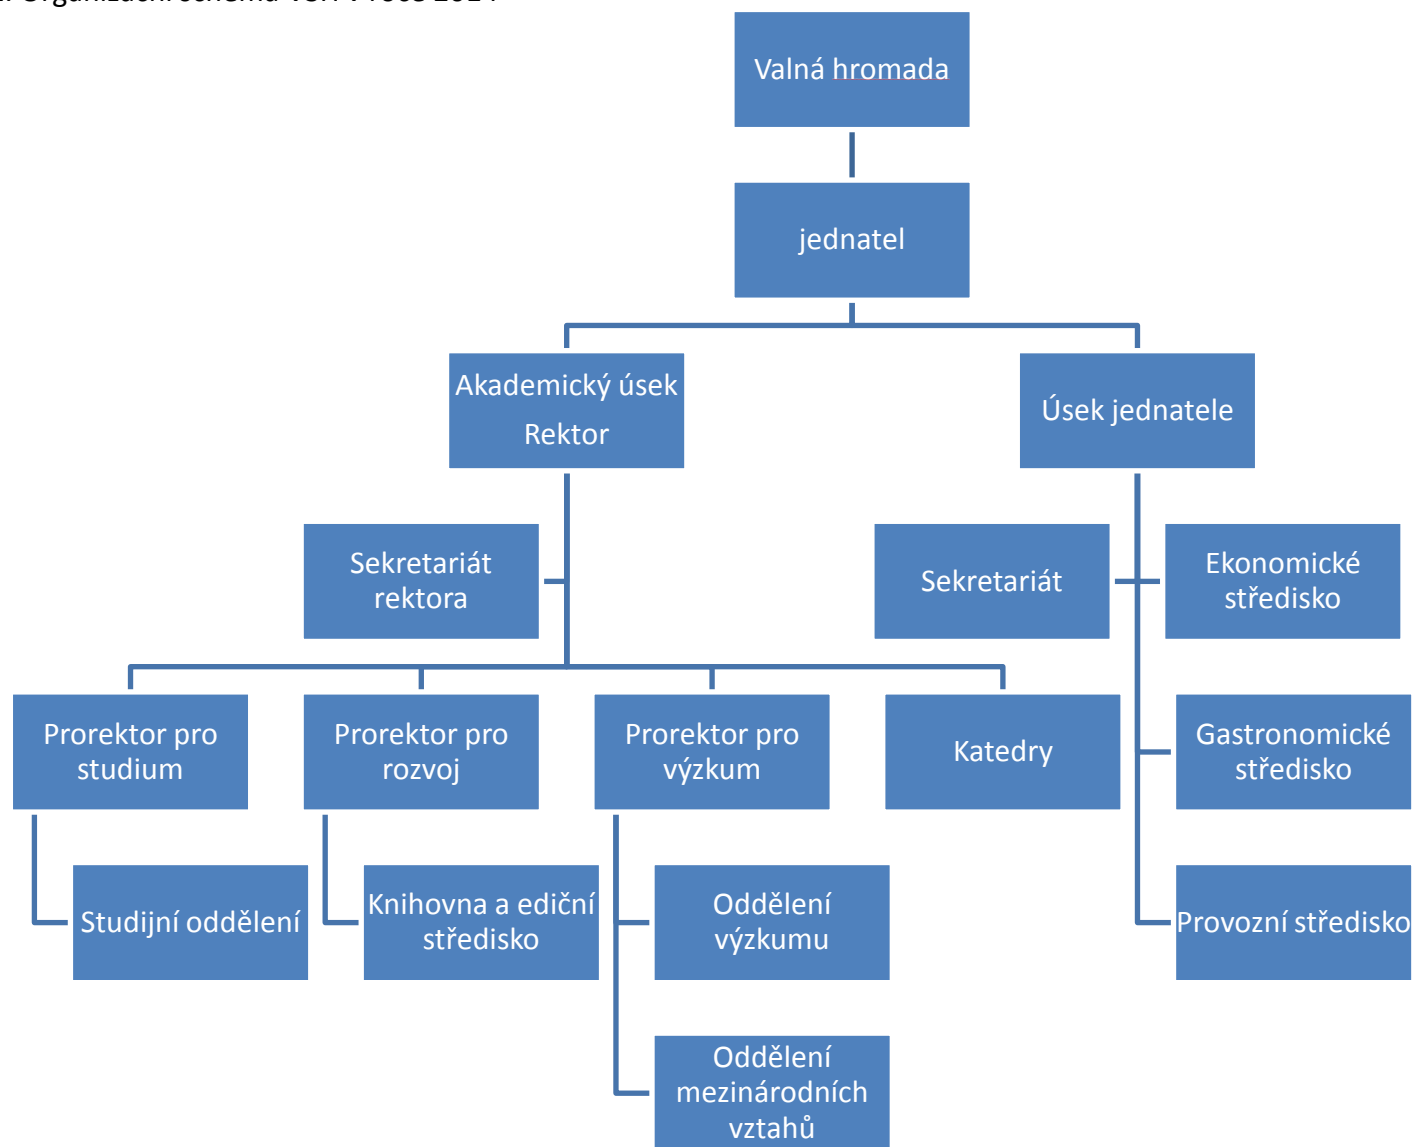 Valná hromada
jednatel
Akademický úsek
Rektor
Úsek jednatele
Sekretariát
rektora
Sekretariát
Ekonomické
středisko
Prorektor pro
studium
Prorektor pro
rozvoj
Prorektor pro
výzkum
Katedry
Gastronomické
středisko
Studijní oddělení
Knihovna a ediční
středisko
Oddělení
výzkumu
Provozní středisko
Oddělení
mezinárodních
vztahů